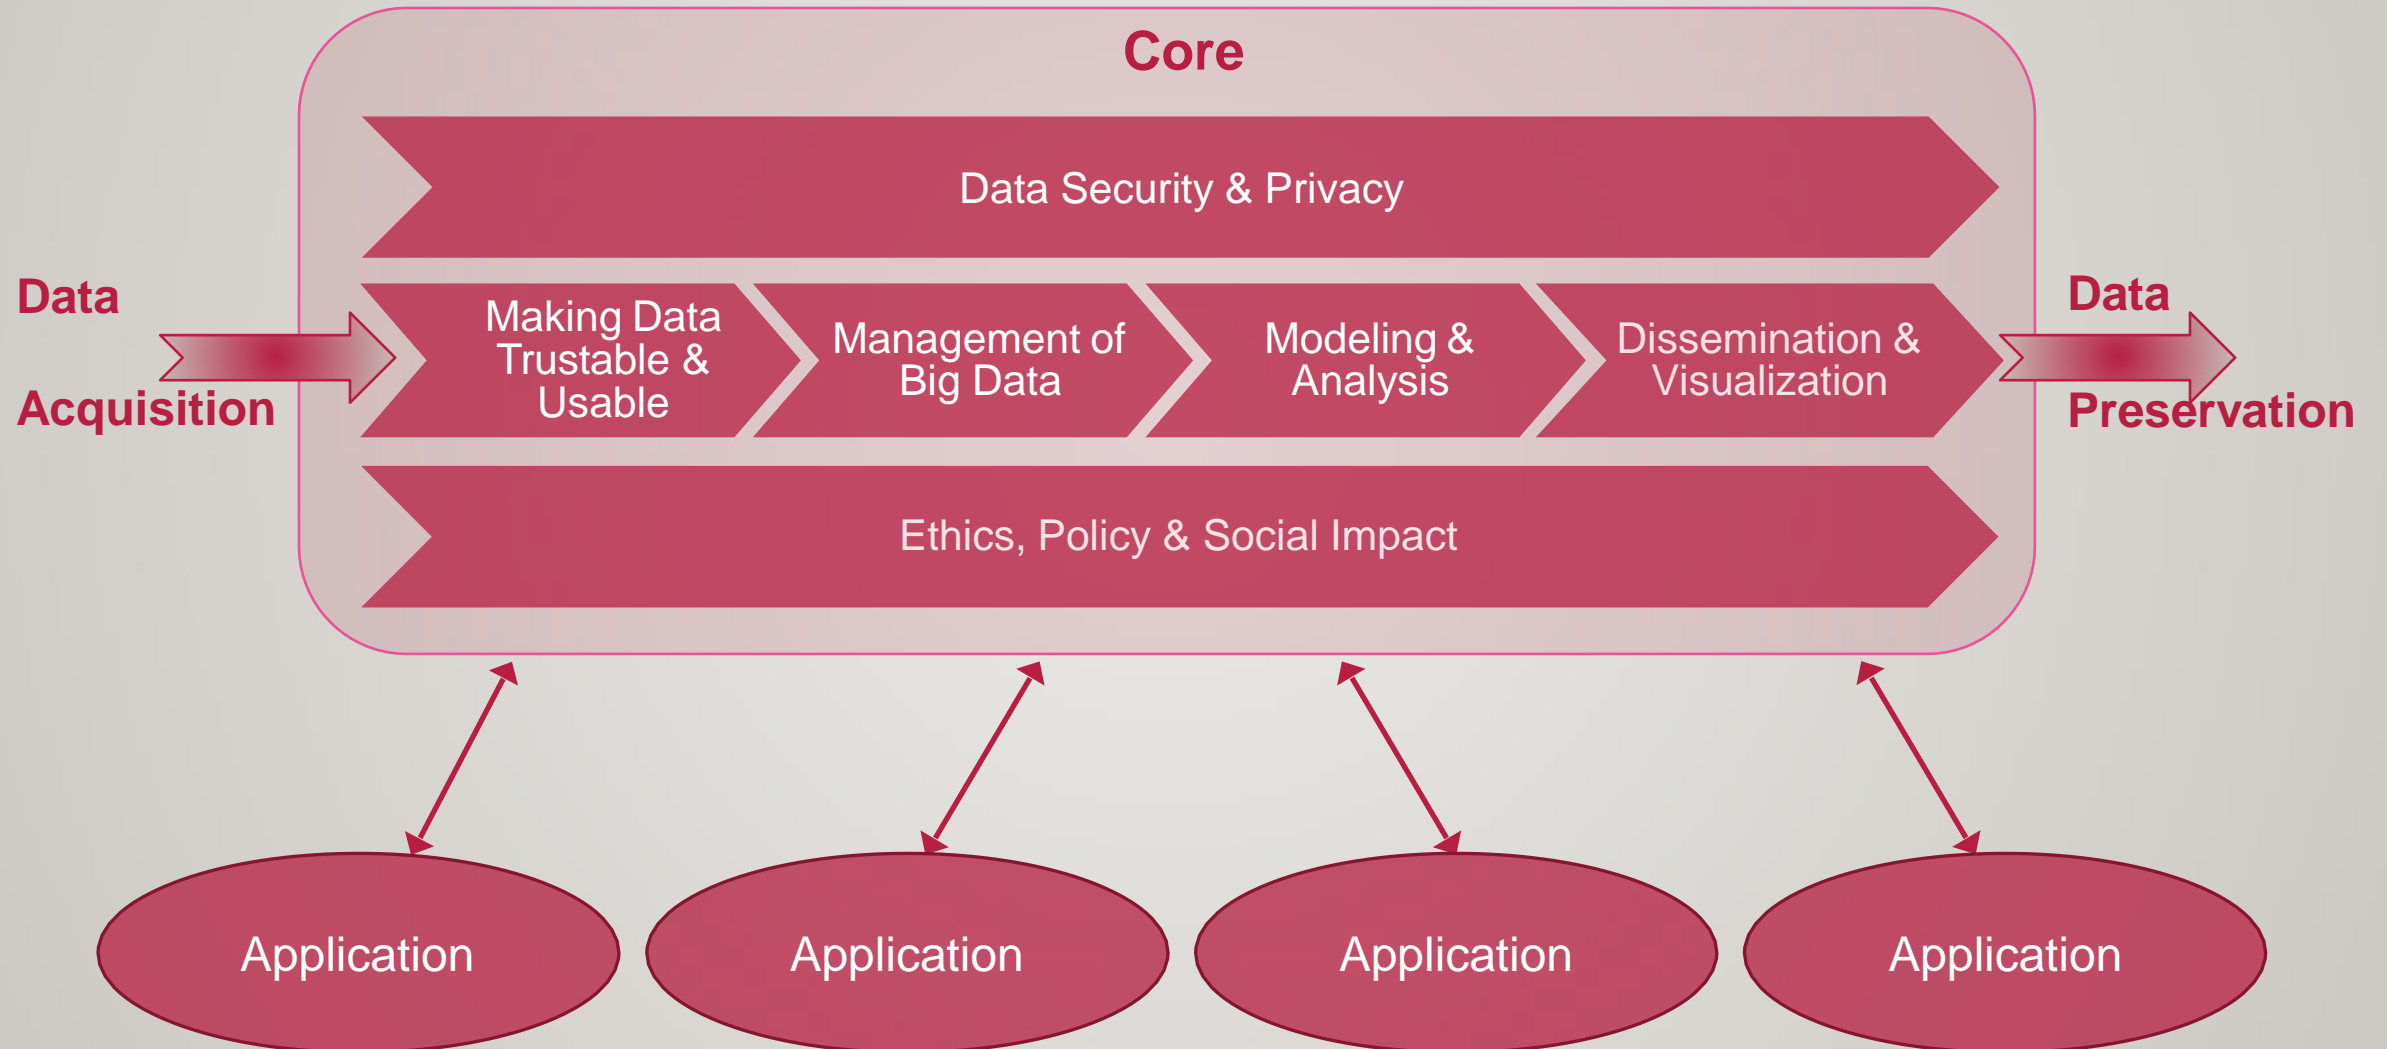 Core
Data Security & Privacy
Data
Acquisition
Making Data
Trustable &
Usable
Management of
Big Data
Modeling &
Analysis
Dissemination &
Visualization
Data
Preservation
Ethics, Policy & Social Impact
Application
Application
Application
Application